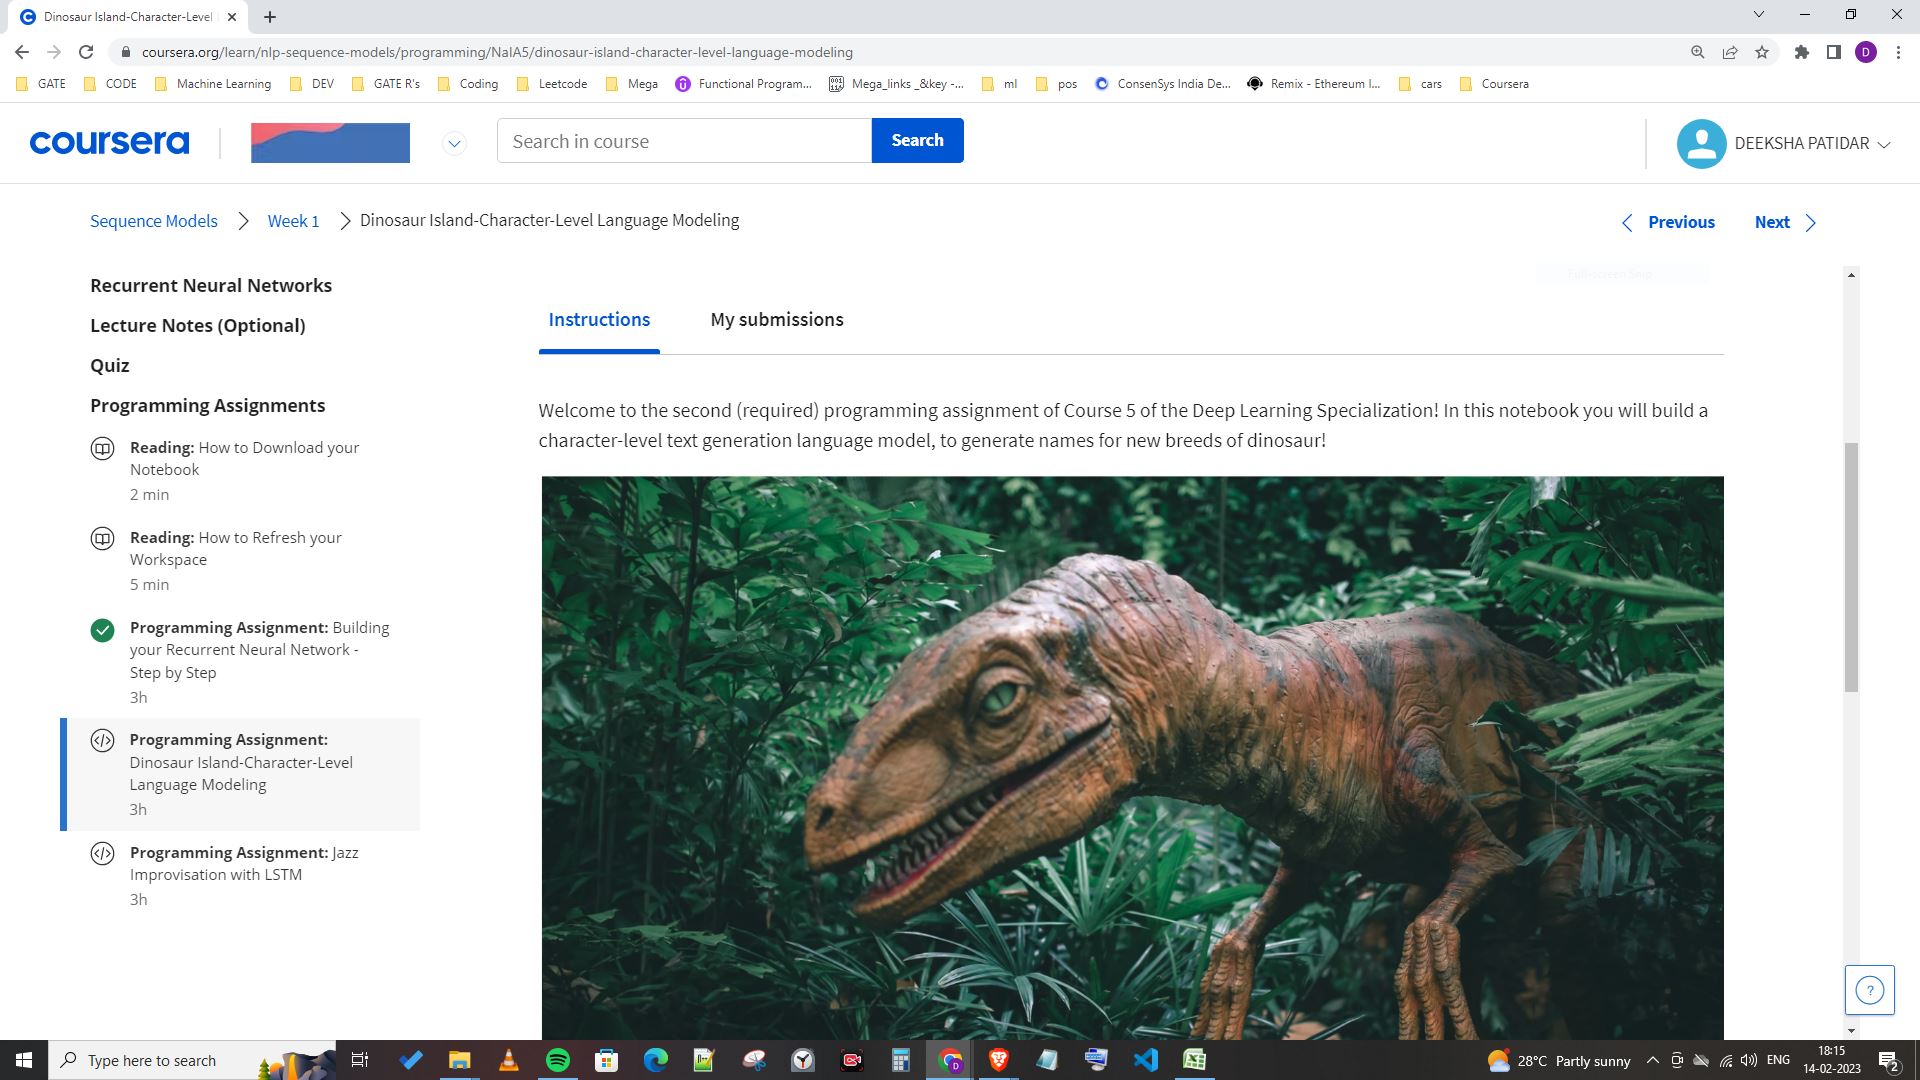 Dinosaur Island-Character-Level
coursera.org/learn/nlp-sequence-models/programming/NaIA5/dinosaur-island-character-level-language-modeling
D
GATE CODE Machine Learning DEV GATE R's Coding Leetcode Mega Functional Program... Mega_links _&key -... ml pos ConsenSys India De... Remix - Ethereum I... cars Coursera
coursera
Search in course
Search
DEEKSHA PATIDAR
Sequence Models Week 1 Dinosaur Island-Character-Level Language Modeling
Previous Next
Full-screen Snip
Recurrent Neural Networks
Lecture Notes (Optional)
Quiz
Programming Assignments
Reading: How to Download your
Notebook
2 min
Reading: How to Refresh your
Workspace
5 min
Programming Assignment: Building
your Recurrent Neural Network -
Step by Step
3h
Programming Assignment:
Dinosaur Island-Character-Level
Language Modeling
3h
Programming Assignment: Jazz
Improvisation with LSTM
3h
Instructions My submissions
Welcome to the second (required) programming assignment of Course 5 of the Deep Learning Specialization! In this notebook you will build a
character-level text generation language model, to generate names for new breeds of dinosaur!
?
Type here to search
28°C Partly sunny
ENG
18:15
14-02-2023
2